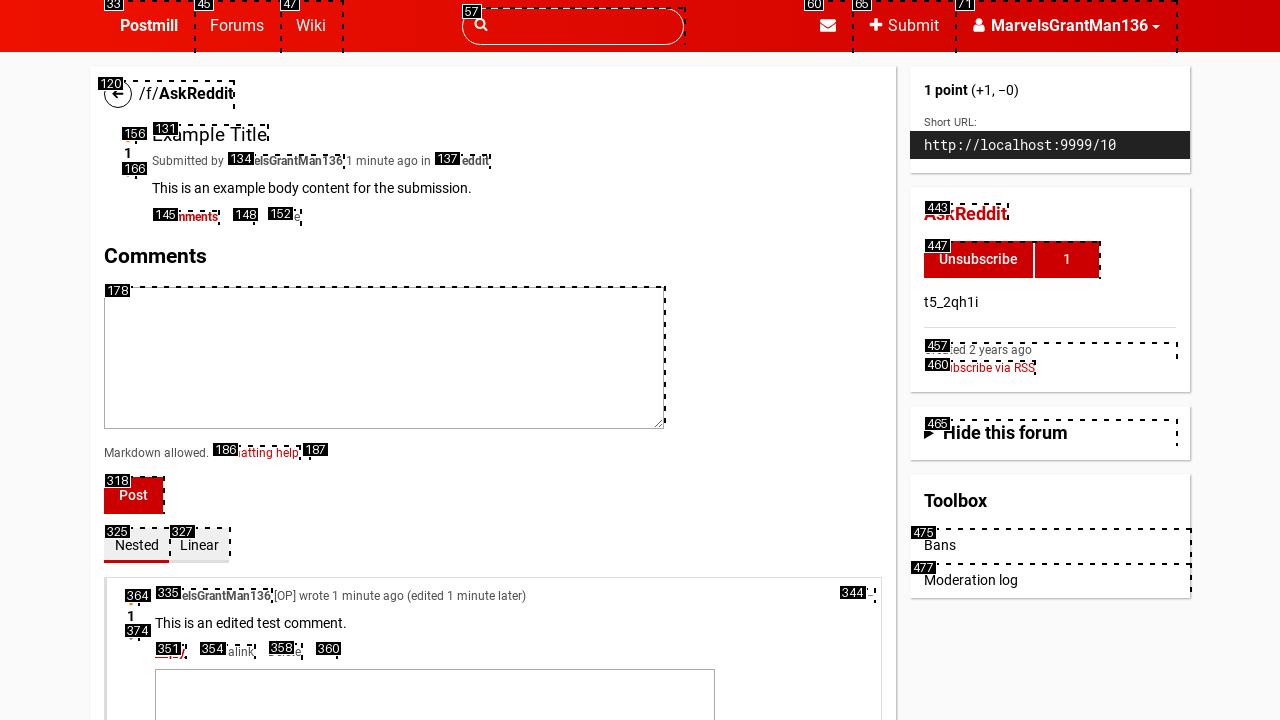 33
45
47
57
60
65
71
Postmill
Forums
Wiki
Submit
MarvelsGrantMan136
120
/f/AskReddit
131
Example Title
156
1
166
Submitted by 134 elsGrantMan136 1 minute ago in 137 eddit
This is an example body content for the submission.
145 mments 148 152 e
Comments
178
Markdown allowed. 186 atting help 187
318
Post
325
327
Nested
Linear
364
335 elsGrantMan136 [OP] wrote 1 minute ago (edited 1 minute later)
344
1
374
This is an edited test comment.
351 354 alink 358 360
1 point (+1, −0)
Short URL:
http://localhost:9999/10
443
AskReddit
447
Unsubscribe
1
t5_2qh1i
457
Created 2 years ago
460 bscribe via RSS
465
Hide this forum
Toolbox
475
Bans
477
Moderation log